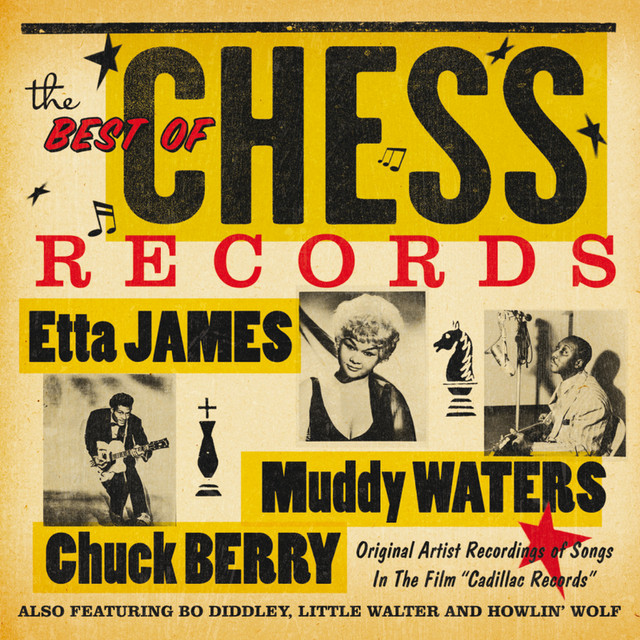 the
BEST OF
CHESS
RECORDS
Etta JAMES
Muddy WATERS
Chuck BERRY
Original Artist Recordings of Songs
In The Film "Cadillac Records"
ALSO FEATURING BO DIDDLEY, LITTLE WALTER AND HOWLIN' WOLF